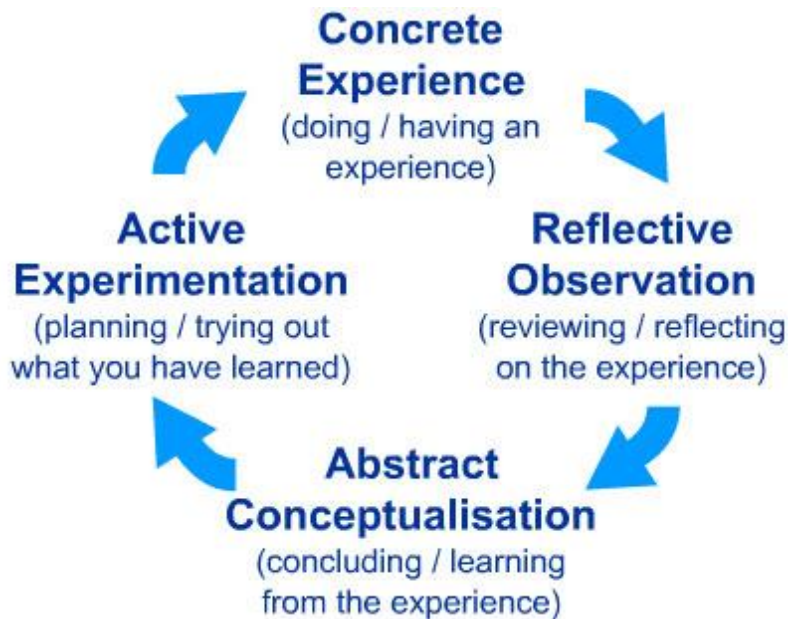 Concrete
Experience
(doing / having an
experience)
Reflective
Observation
(reviewing / reflecting
on the experience)
Abstract
Conceptualisation
(concluding / learning
from the experience)
Active
Experimentation
(planning / trying out
what you have learned)